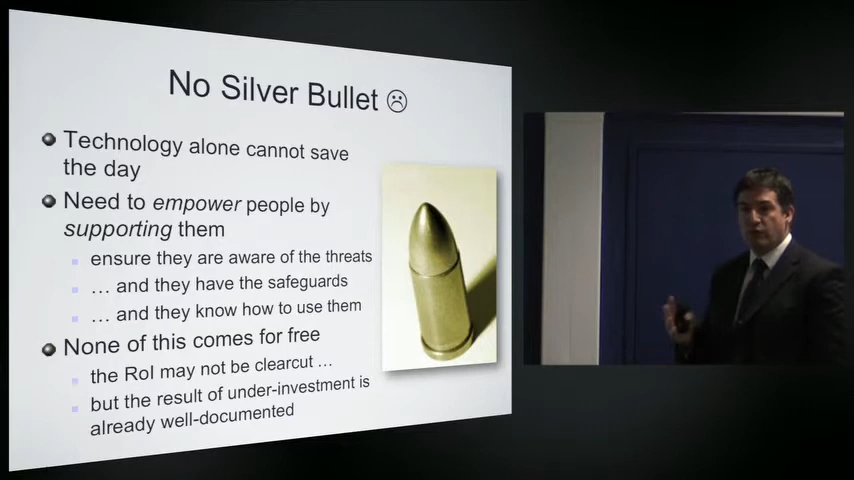 No Silver Bullet ☹
Technology alone cannot save
the day
Need to empower people by
supporting them
ensure they are aware of the threats
… and they have the safeguards
… and they know how to use them
None of this comes for free
the RoI may not be clearcut …
but the result of under-investment is
already well-documented